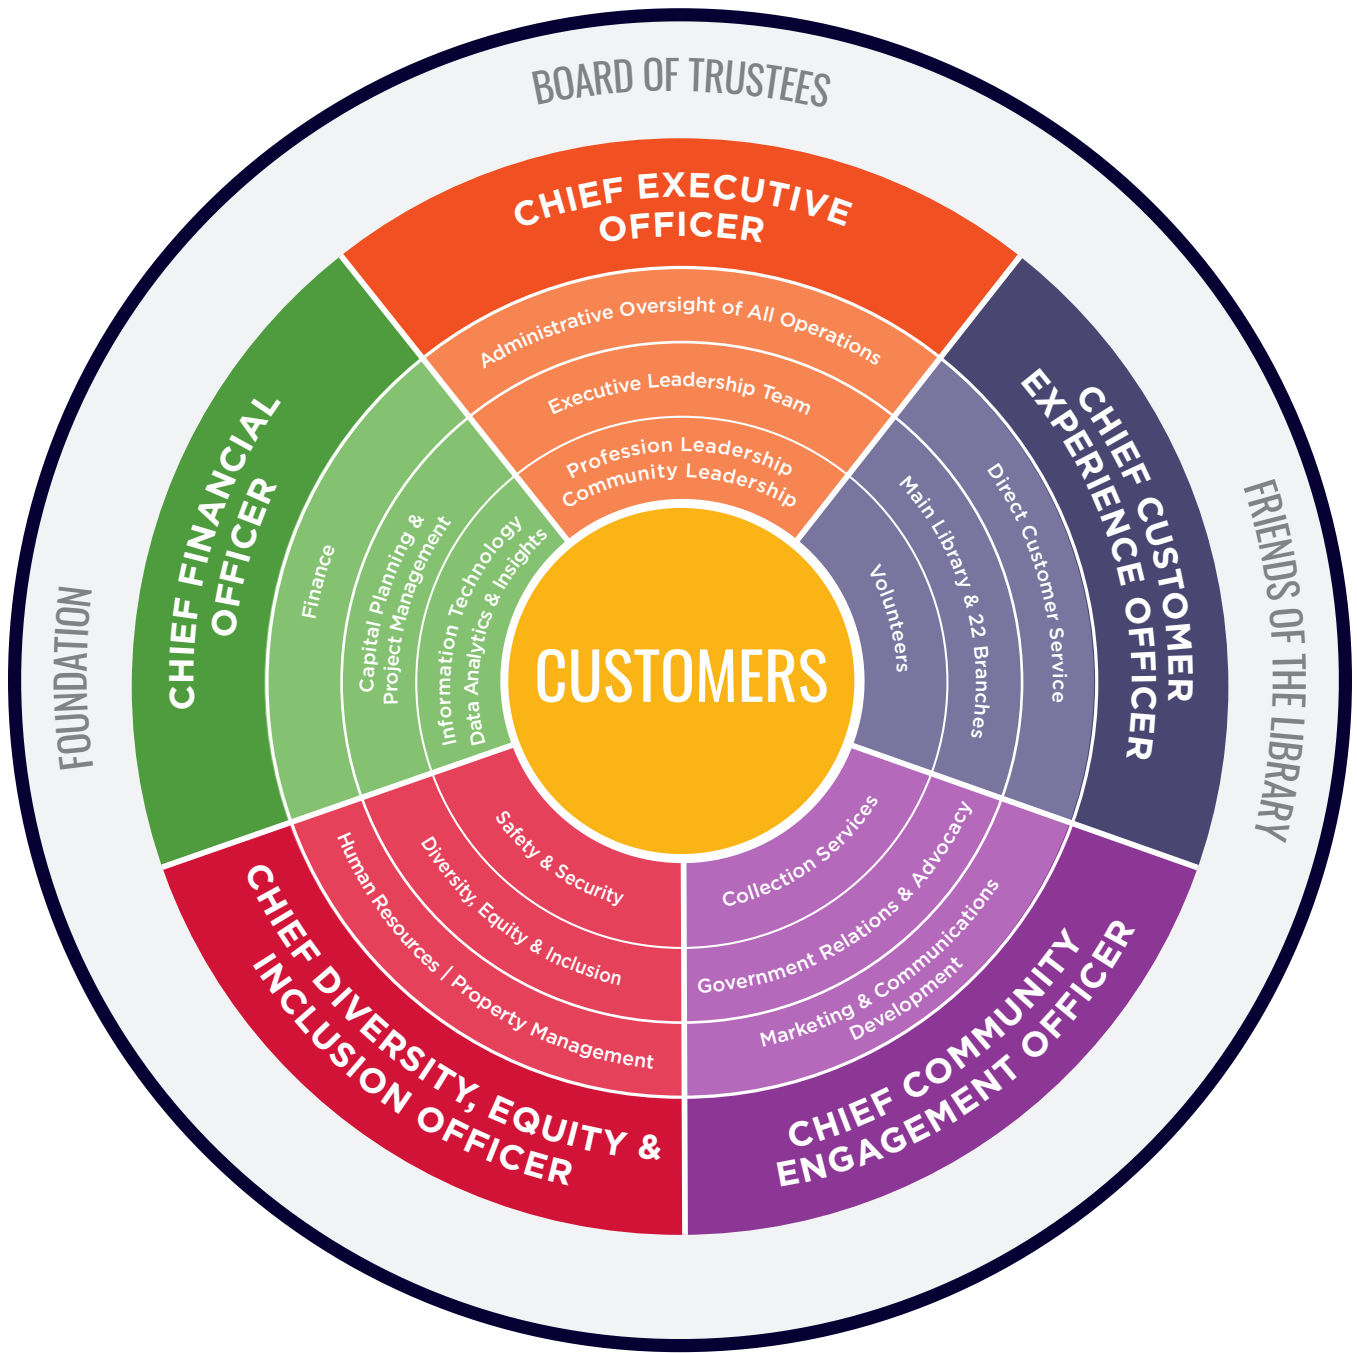 BOARD OF TRUSTEES
CHIEF EXECUTIVE
OFFICER
Administrative Oversight of All Operations
Executive Leadership Team
Profession Leadership
Community Leadership
CHIEF CUSTOMER
EXPERIENCE OFFICER
Direct Customer Service
Main Library & 22 Branches
Volunteers
FRIENDS OF THE LIBRARY
CHIEF COMMUNITY
ENGAGEMENT OFFICER
Marketing & Communications
Development
Government Relations & Advocacy
Collection Services
CHIEF DIVERSITY, EQUITY &
INCLUSION OFFICER
Human Resources | Property Management
Diversity, Equity & Inclusion
Safety & Security
CHIEF FINANCIAL
OFFICER
Finance
Capital Planning &
Project Management
Information Technology
Data Analytics & Insights
FOUNDATION
CUSTOMERS